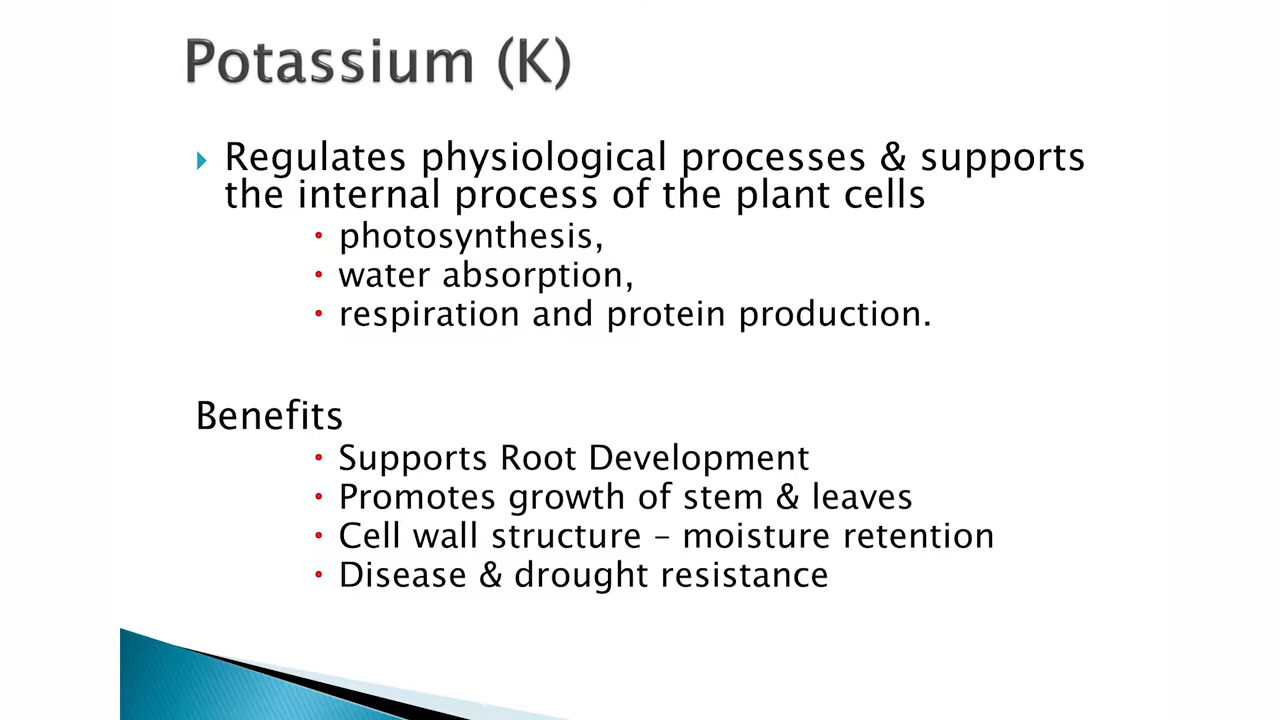 Potassium (K)
Regulates physiological processes & supports
the internal process of the plant cells
photosynthesis,
water absorption,
respiration and protein production.
Benefits
Supports Root Development
Promotes growth of stem & leaves
Cell wall structure – moisture retention
Disease & drought resistance